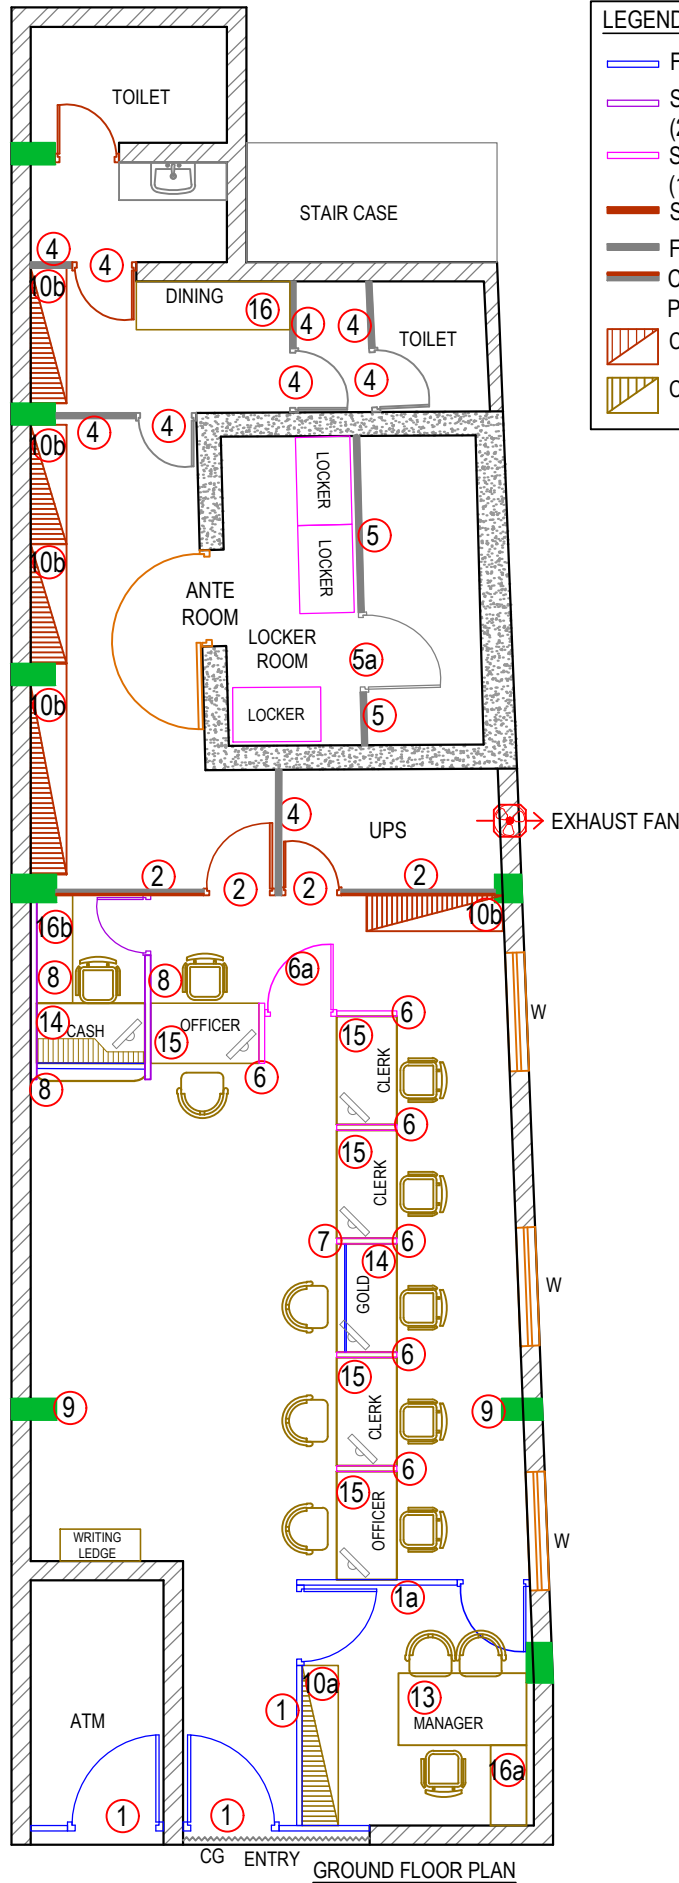 LEGEND
TOILET
F
S
(2
S
(1
S
STAIR CASE
4
4
F
10b
DINING
16
C
P
4
4
TOILET
C
4
4
C
10b
4
4
LOCKER
5
10b
LOCKER
ANTE
ROOM
LOCKER
ROOM
5a
10b
LOCKER
5
4
UPS
EXHAUST FAN
2
2
2
2
10b
16b
8
8
6a
14
CASH
OFFICER
15
6
15
CLERK
W
8
6
6
15
CLERK
7
6
14
GOLD
W
6
15
CLERK
9
9
6
15
OFFICER
WRITING
LEDGE
W
1a
10a
13
MANAGER
1
ATM
16a
1
1
CG
ENTRY
GROUND FLOOR PLAN